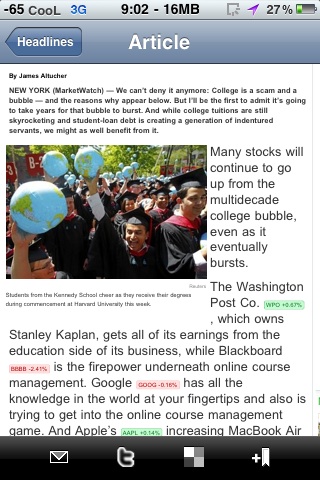 -65 CooL 3G 9:02 - 16MB 27%
Headlines
Article
By James Altucher
NEW YORK (MarketWatch) — We can't deny it anymore: College is a scam and a
bubble — and the reasons why appear below. But I'll be the first to admit it's going
to take years for that bubble to burst. And while college tuitions are still
skyrocketing and student-loan debt is creating a generation of indentured
servants, we might as well benefit from it.
B-2
Reuters
Students from the Kennedy School cheer as they receive their degrees
during commencement at Harvard University this week.
Many stocks will
continue to go
up from the
multidecade
college bubble,
even as it
eventually
bursts.
The Washington
Post Co. WPO +0.67%
, which owns
Stanley Kaplan, gets all of its earnings from the
education side of its business, while Blackboard
BBBB -2.41% is the firepower underneath online course
management. Google GOOG -0.16% has all the
knowledge in the world at your fingertips and also is
trying to get into the online course management
game. And Apple's AAPL +0.14% increasing MacBook Air